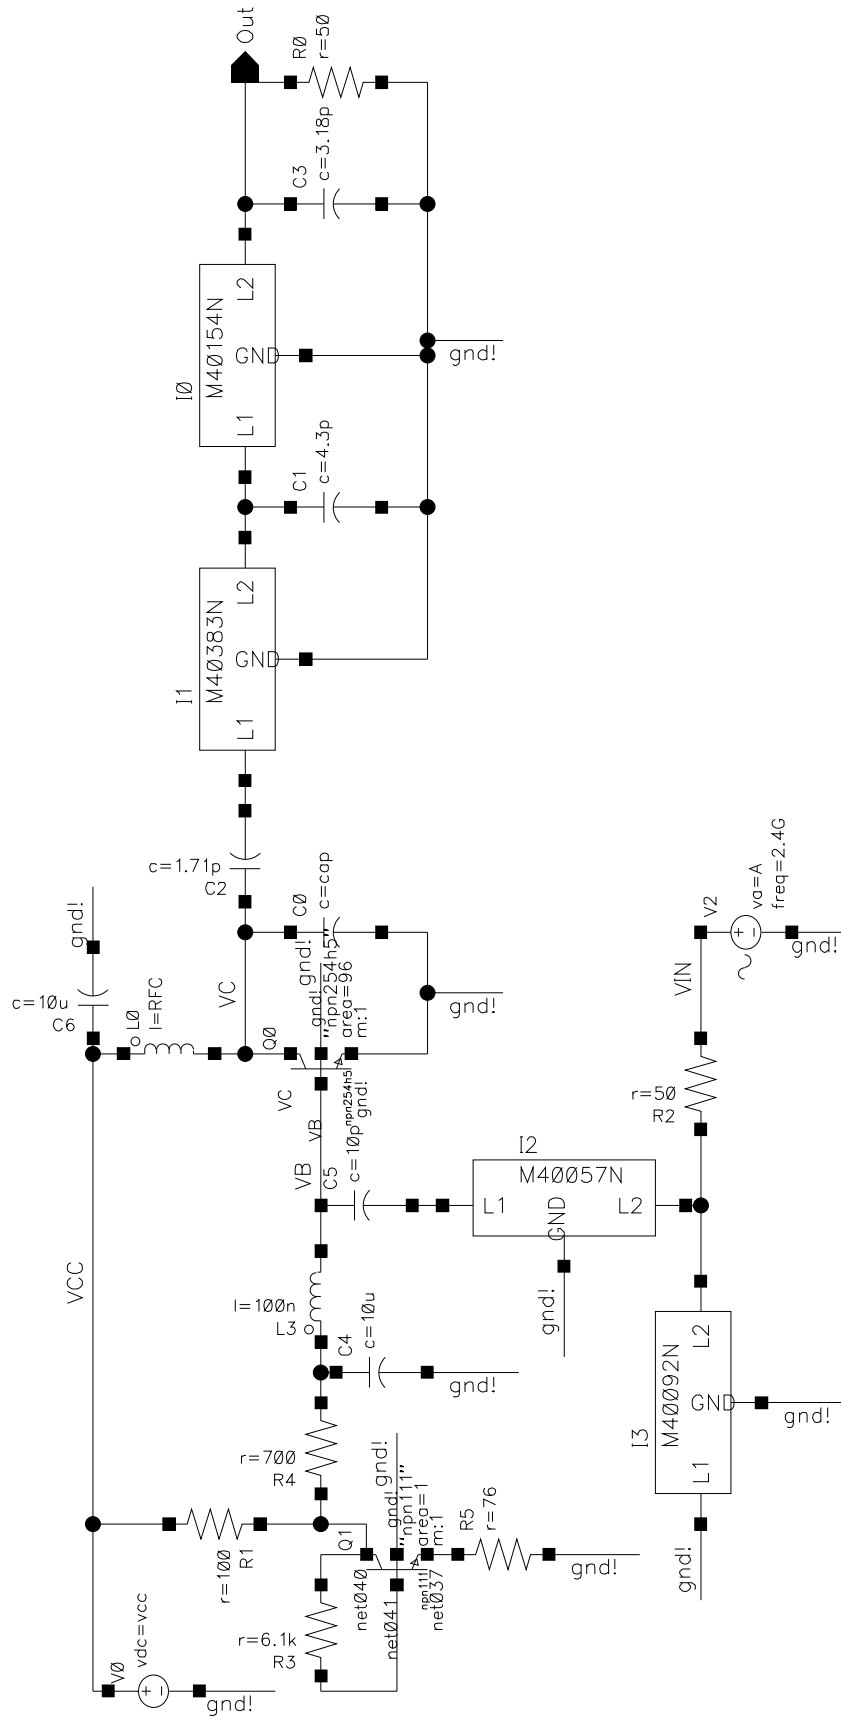 Out
R0
r=50
C3
c=3.18p
L2
I0
M40154N
GND
gnd!
L1
C1
c=4.3p
L2
I1
M40383N
GND
L1
c=1.71p
C2
V2
va=A
freq=2.4G
gnd!
C0
c=cap
gnd!
gnd!
VIN
gnd!
c=10u
C6
L0
l=RFC
VC
Q0
gnd!
"npn254h5"
area=96
m:1
VC
VB
npn254h5
gnd!
r=50
R2
VB
C5
c=10p
I2
M40057N
L1
GND
L2
VCC
l=100n
L3
C4
c=10u
gnd!
gnd!
I3
M40092N
L2
GND
L1
gnd!
gnd!
r=700
R4
gnd!
gnd!
"npn111"
area=1
m:1
R5
r=76
gnd!
r=100
R1
Q1
net040
net041
npn111
net037
r=6.1k
R3
V0
vdc=vcc
gnd!